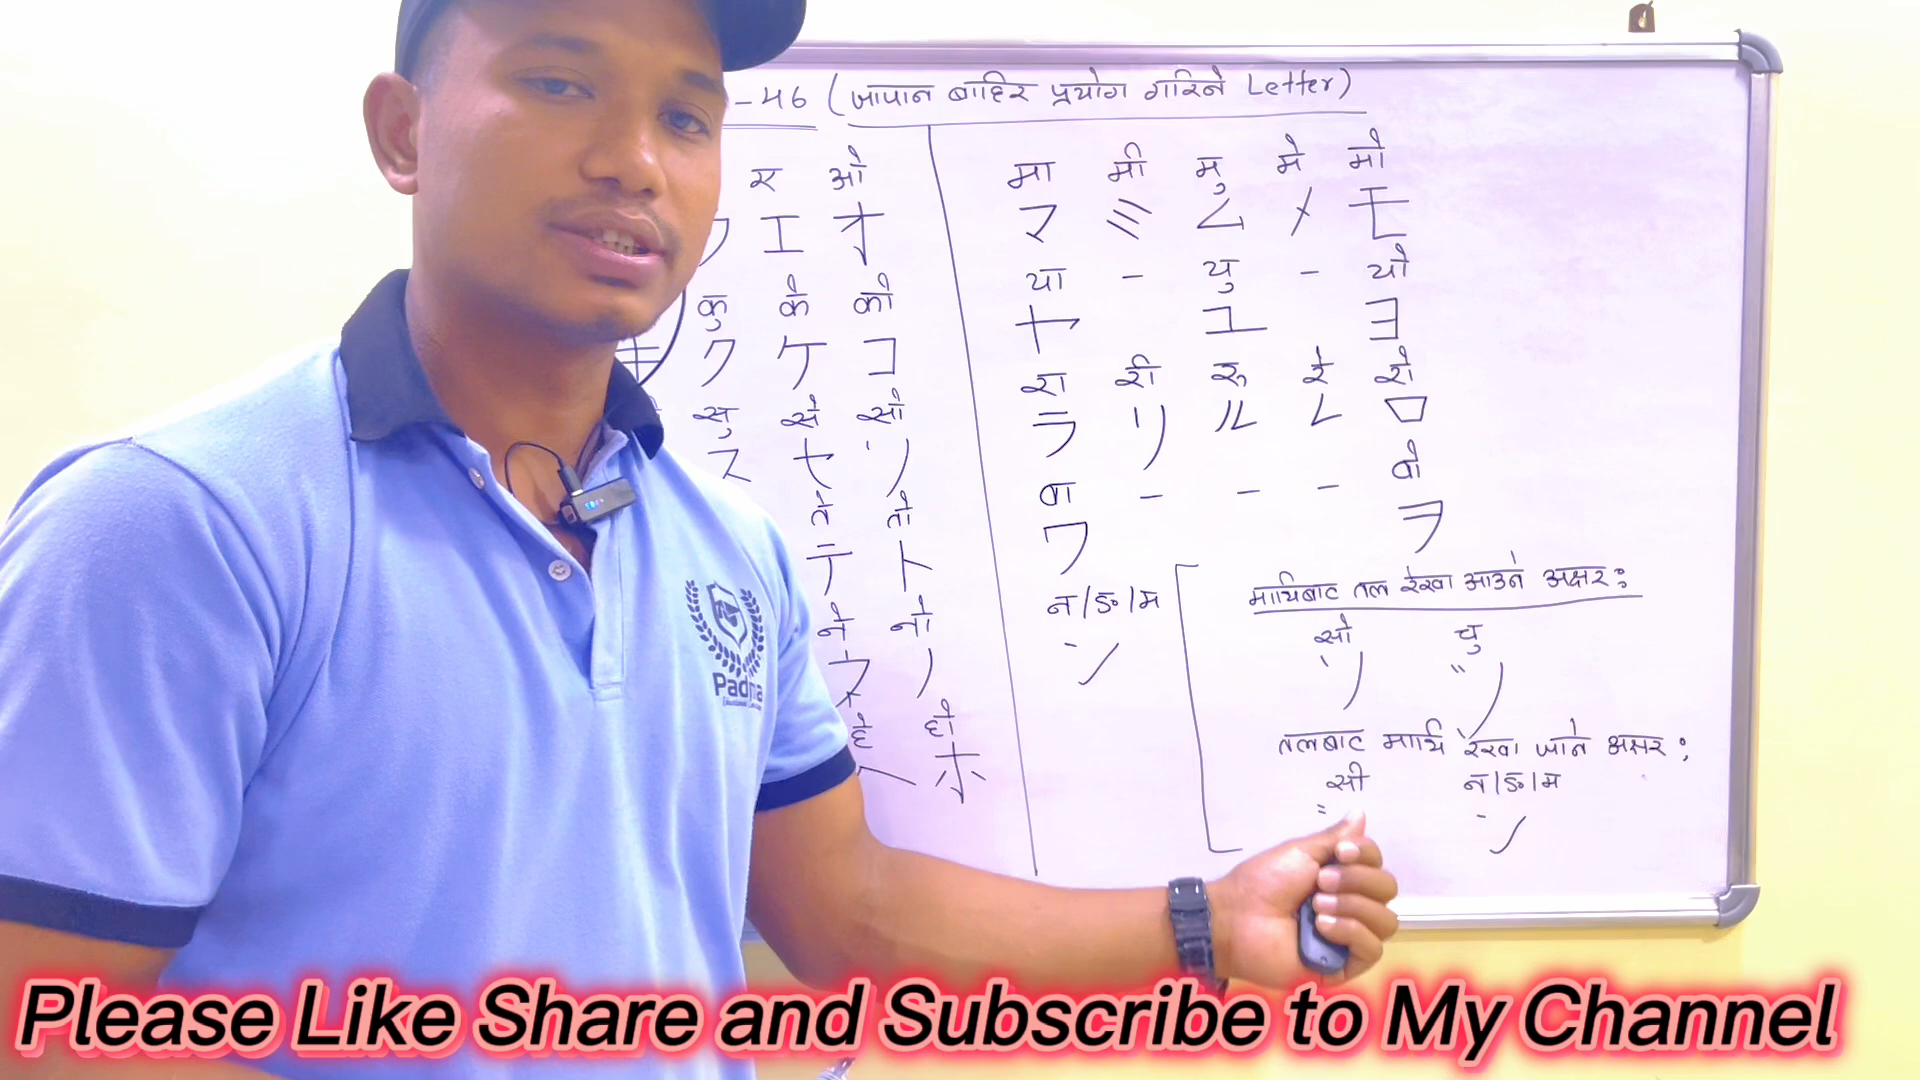 -46 (जापान बाहिर प्रयोग गरिने Letter)
ए ओ
エ オ
कु के को
ク ケ コ
सु से सो
ス セ ソ
ते तो
テ ト
ने नो
ネ ノ
हे हो
ヘ ホ
मा मी मु मे मो
マ ミ ム メ モ
या - यु - यो
ヤ ユ ヨ
रा री रु रे रो
ラ リ ル レ ロ
वा - - - वो
ワ ヲ
न/ङ/म
ン
माथिबाट तल रेखा आउने अक्षर:
सो चु
ソ ツ
तलबाट माथि रेखा जाने अक्षर:
सी न/ङ/म
ン
Padma
Please Like Share and Subscribe to My Channel